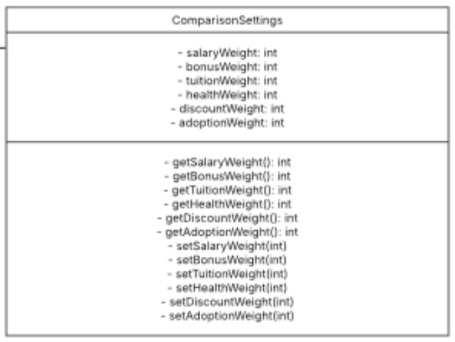 ComparisonSettings
- salaryWeight: int
- bonusWeight: int
- tuitionWeight: int
- healthWeight: int
- discountWeight: int
- adoptionWeight: int
- getSalaryWeight(): int
- getBonusWeight(): int
- getTuitionWeight(): int
- getHealthWeight(): int
- getDiscountWeight(): int
- getAdoptionWeight(): int
- setSalaryWeight(int)
- setBonusWeight(int)
- setTuitionWeight(int)
- setHealthWeight(int)
- setDiscountWeight(int)
- setAdoptionWeight(int)